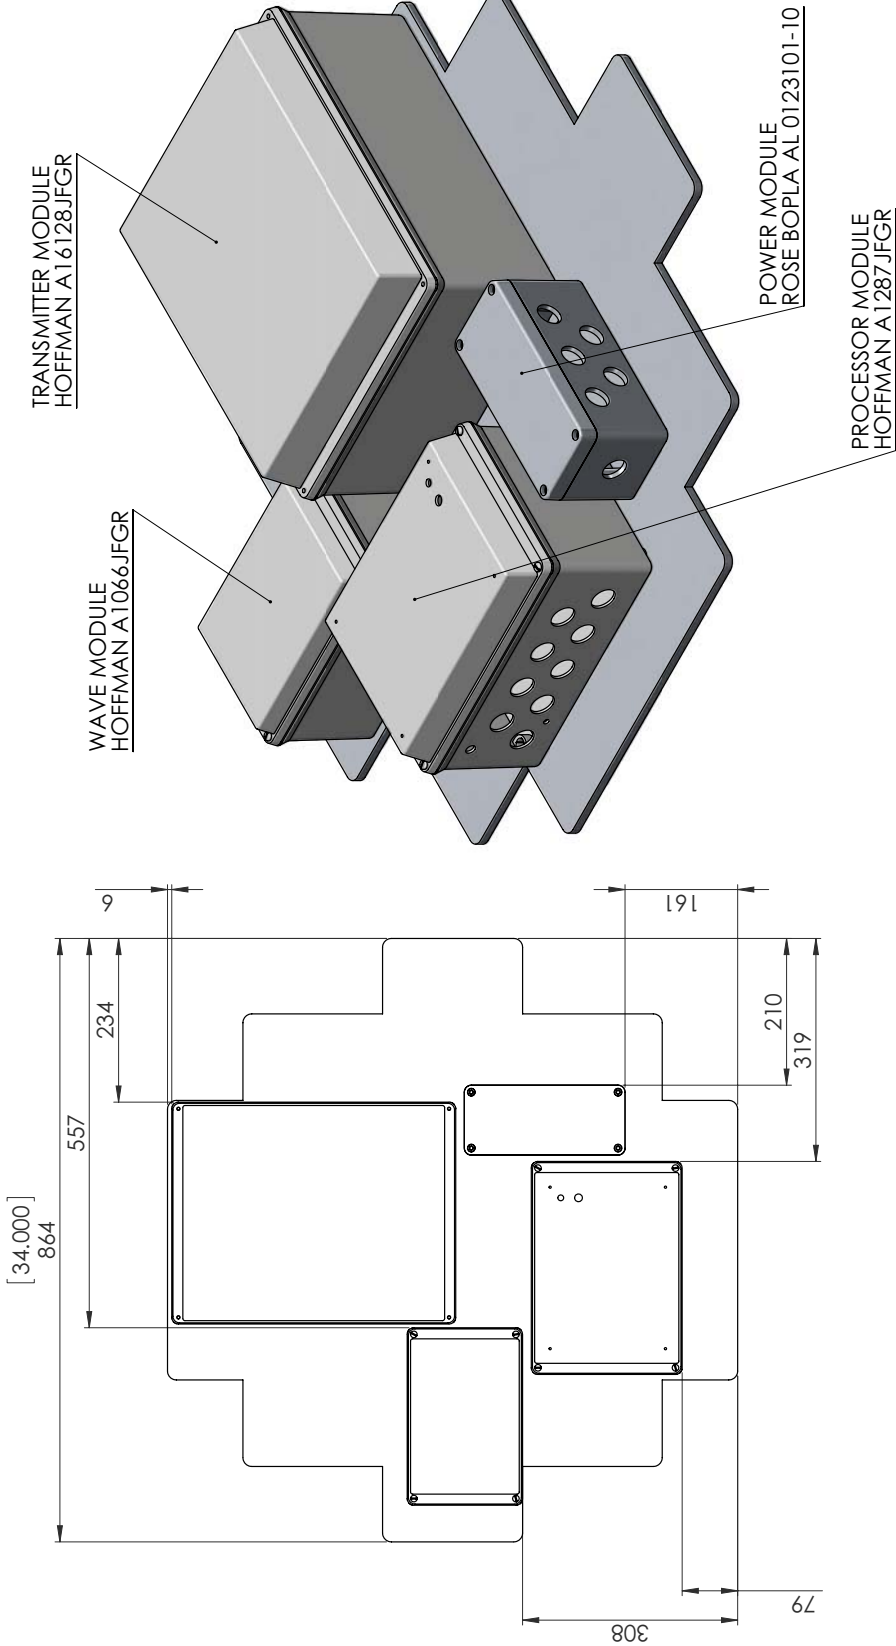 TRANSMITTER MODULE
HOFFMAN A16128JFGR
WAVE MODULE
HOFFMAN A1066JFGR
POWER MODULE
ROSE BOPLA AL 0123101-10
PROCESSOR MODULE
HOFFMAN A1287JFGR
[34.000]
864
557
234
6
161
210
319
308
79